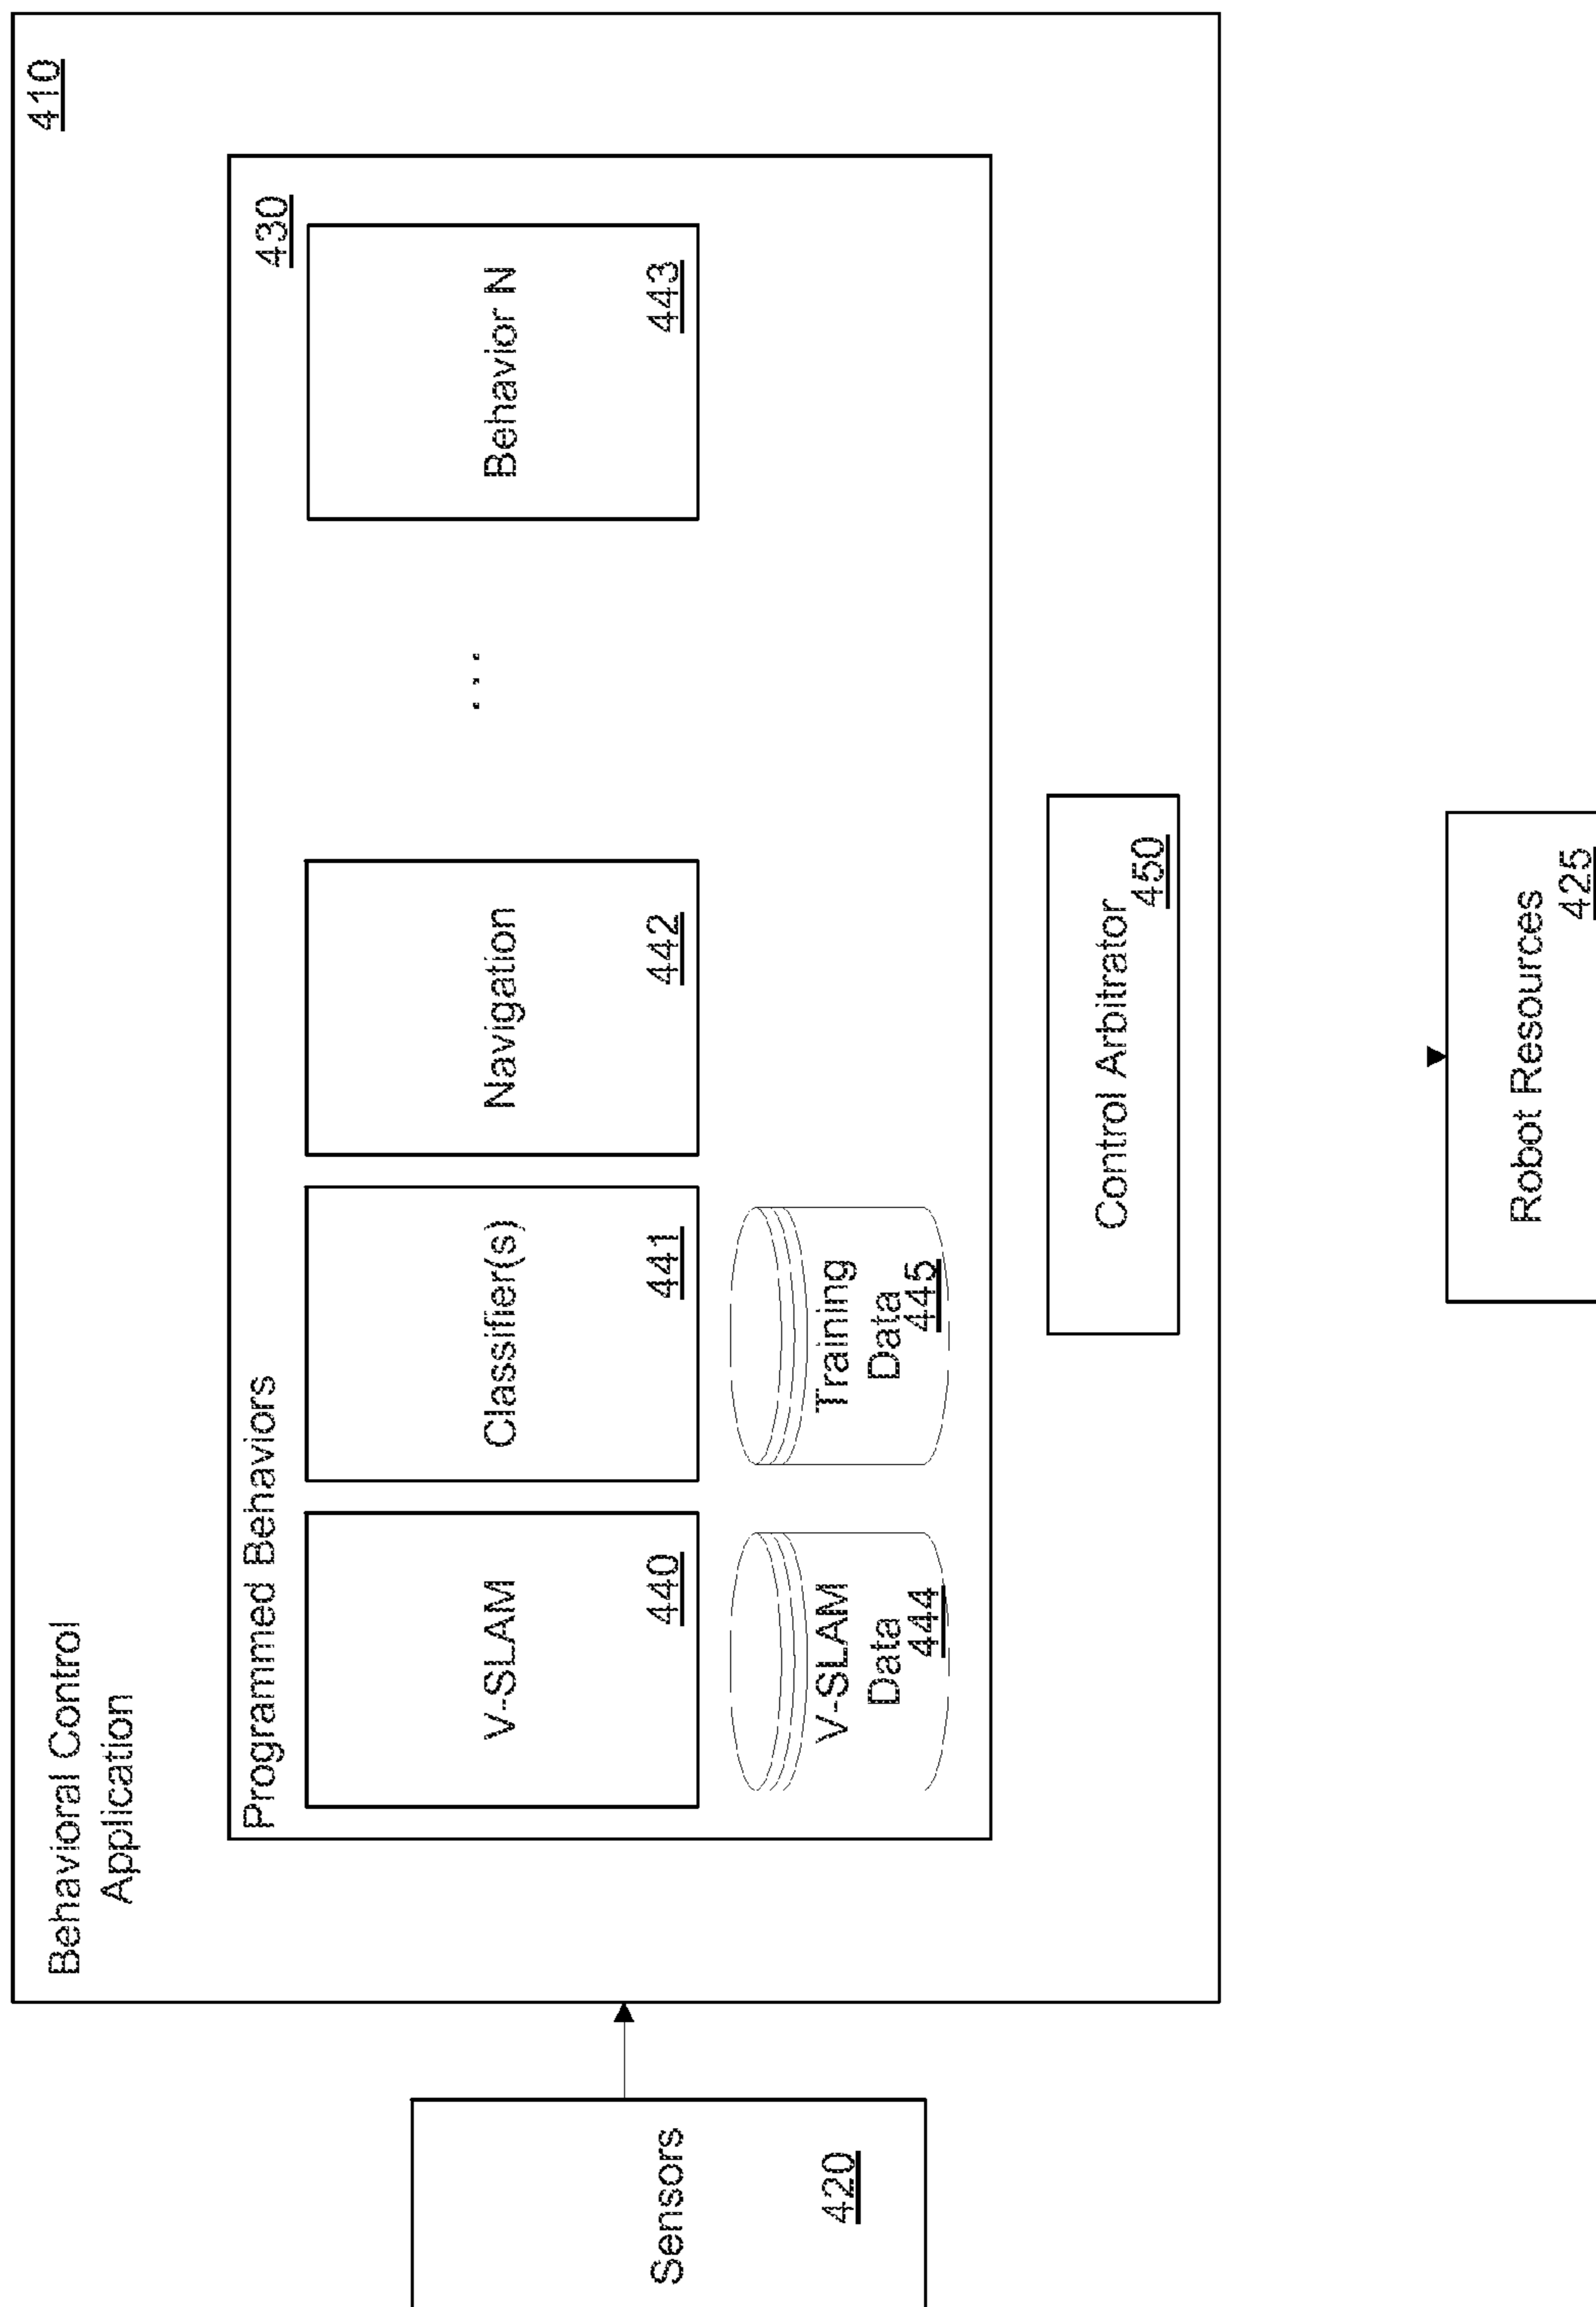 Behavioral Control
Application
410
Programmed Behaviors
430
V-SLAM
440
Classifier(s)
441
Navigation
442
...
Behavior N
443
V-SLAM
Data
444
Training
Data
445
Control Arbitrator
450
Sensors
420
Robot Resources
425